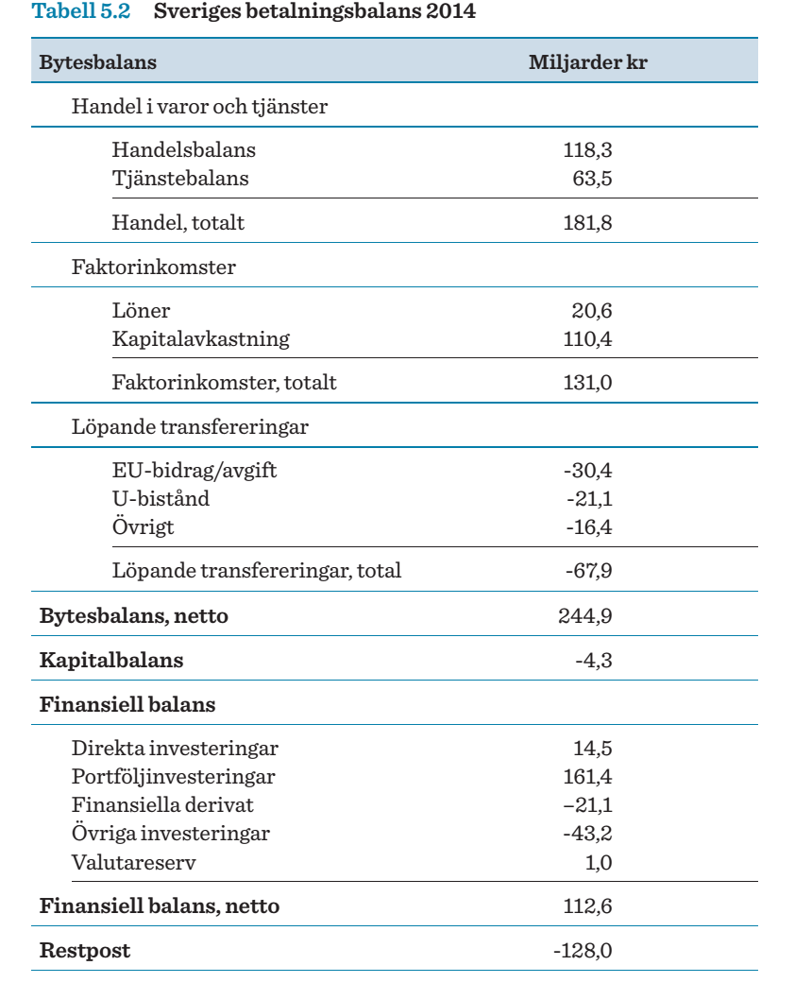 Tabell 5.2 Sveriges betalningsbalans 2014
Bytesbalans Miljarder kr
Handel i varor och tjänster
Handelsbalans 118,3
Tjänstebalans 63,5
Handel, totalt 181,8
Faktorinkomster
Löner 20,6
Kapitalavkastning 110,4
Faktorinkomster, totalt 131,0
Löpande transfereringar
EU-bidrag/avgift -30,4
U-bistånd -21,1
Övrigt -16,4
Löpande transfereringar, total -67,9
Bytesbalans, netto 244,9
Kapitalbalans -4,3
Finansiell balans
Direkta investeringar 14,5
Portföljinvesteringar 161,4
Finansiella derivat –21,1
Övriga investeringar -43,2
Valutareserv 1,0
Finansiell balans, netto 112,6
Restpost -128,0